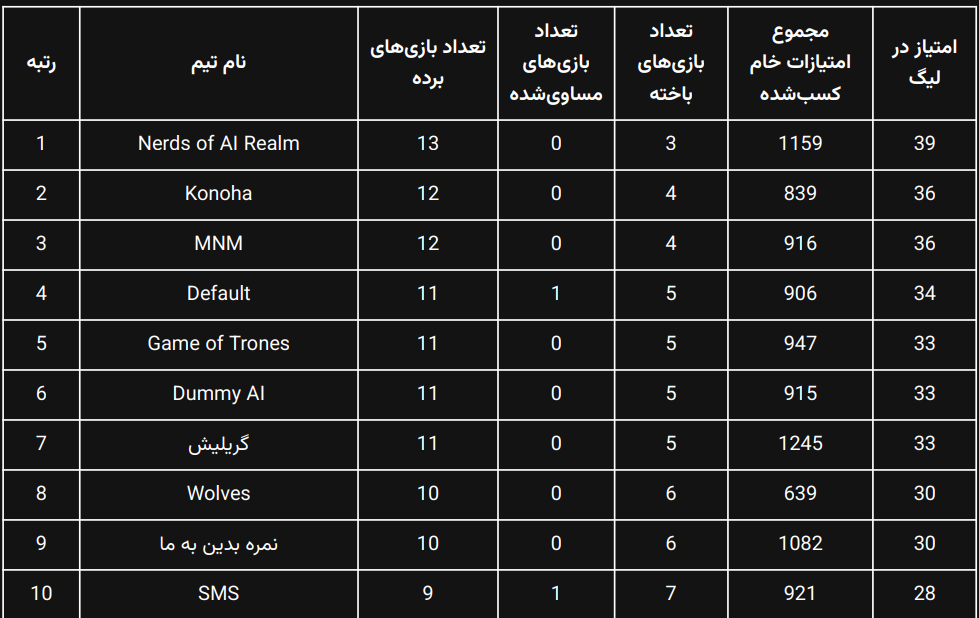 رتبه | نام تیم | تعداد بازی‌های برده | تعداد بازی‌های مساوی‌شده | تعداد بازی‌های باخته | مجموع امتیازات خام کسب‌شده | امتیاز در لیگ
1 | Nerds of AI Realm | 13 | 0 | 3 | 1159 | 39
2 | Konoha | 12 | 0 | 4 | 839 | 36
3 | MNM | 12 | 0 | 4 | 916 | 36
4 | Default | 11 | 1 | 5 | 906 | 34
5 | Game of Trones | 11 | 0 | 5 | 947 | 33
6 | Dummy AI | 11 | 0 | 5 | 915 | 33
7 | گریلیش | 11 | 0 | 5 | 1245 | 33
8 | Wolves | 10 | 0 | 6 | 639 | 30
9 | نمره بدین به ما | 10 | 0 | 6 | 1082 | 30
10 | SMS | 9 | 1 | 7 | 921 | 28